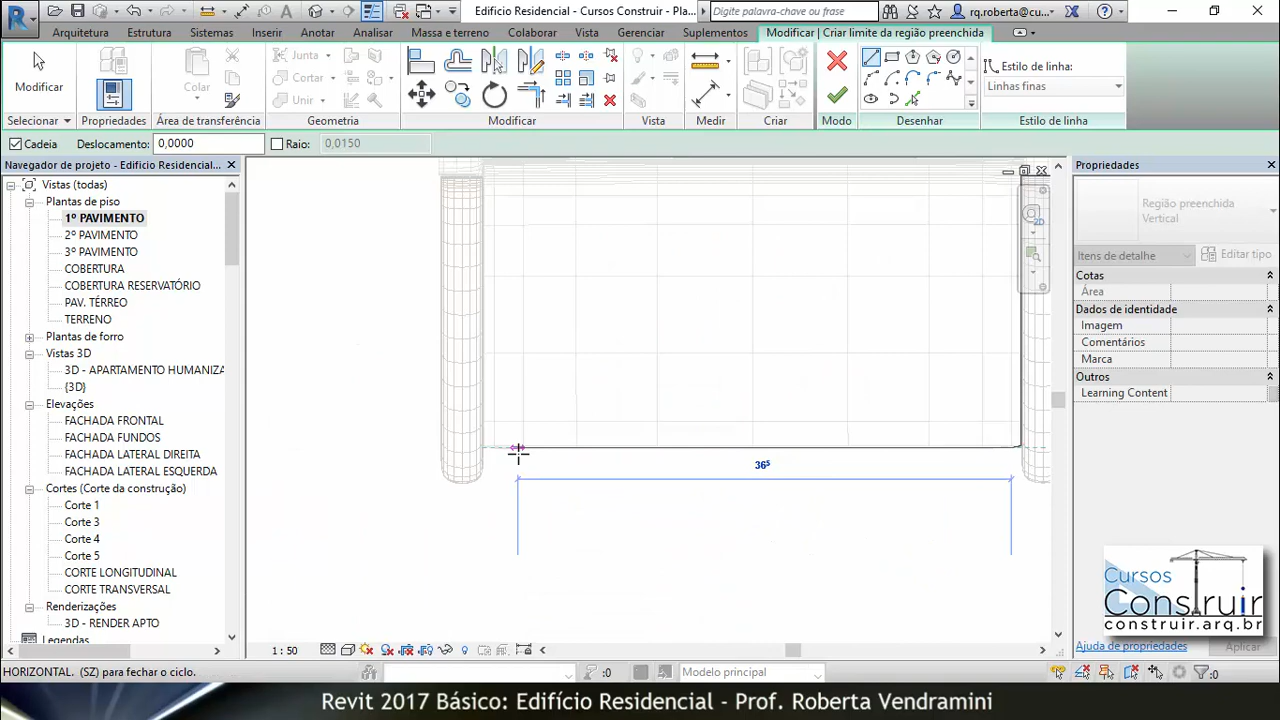 Edifício Residencial - Cursos Construir - Pla...
Digite palavra-chave ou frase
rq.roberta@cu...
Arquitetura Estrutura Sistemas Inserir Anotar Analisar Massa e terreno Colaborar Vista Gerenciar Suplementos Modificar | Criar limite da região preenchida
Modificar
Colar
Junta
Cortar
Unir
Estilo de linha:
Linhas finas
Selecionar Propriedades Área de transferência Geometria Modificar Vista Medir Criar Modo Desenhar Estilo de linha
Cadeia Deslocamento: 0,0000 Raio: 0,0150
Navegador de projeto - Edifício Residencial...
Vistas (todas)
Plantas de piso
1º PAVIMENTO
2º PAVIMENTO
3º PAVIMENTO
COBERTURA
COBERTURA RESERVATÓRIO
PAV. TÉRREO
TERRENO
Plantas de forro
Vistas 3D
3D - APARTAMENTO HUMANIZA
{3D}
Elevações
FACHADA FRONTAL
FACHADA FUNDOS
FACHADA LATERAL DIREITA
FACHADA LATERAL ESQUERDA
Cortes (Corte da construção)
Corte 1
Corte 3
Corte 4
Corte 5
CORTE LONGITUDINAL
CORTE TRANSVERSAL
Renderizações
3D - RENDER APTO
Legendas
2D
36⁵
1 : 50
Propriedades
Região preenchida
Vertical
Itens de detalhe Editar tipo
Cotas
Área
Dados de identidade
Imagem
Comentários
Marca
Outros
Learning Content
Cursos
Construir
construir.arq.br
Ajuda de propriedades Aplicar
HORIZONTAL. (SZ) para fechar o ciclo.
:0
Modelo principal
:0
Revit 2017 Básico: Edifício Residencial - Prof. Roberta Vendramini